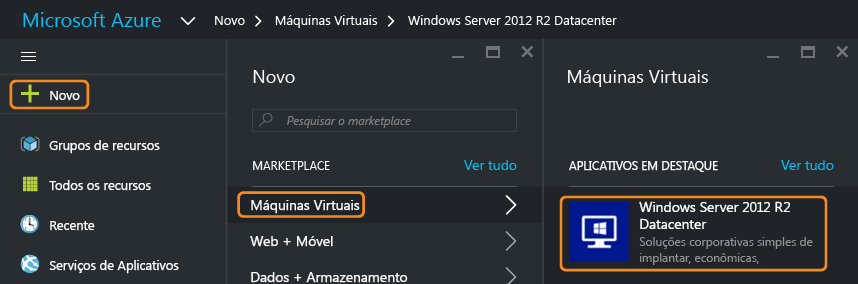 Microsoft Azure Novo Máquinas Virtuais Windows Server 2012 R2 Datacenter
Novo
Grupos de recursos
Todos os recursos
Recente
Serviços de Aplicativos
Novo
Pesquisar o marketplace
MARKETPLACE Ver tudo
Máquinas Virtuais
Web + Móvel
Dados + Armazenamento
Máquinas Virtuais
APLICATIVOS EM DESTAQUE Ver tudo
Windows Server 2012 R2
Datacenter
Soluções corporativas simples de
implantar, econômicas,